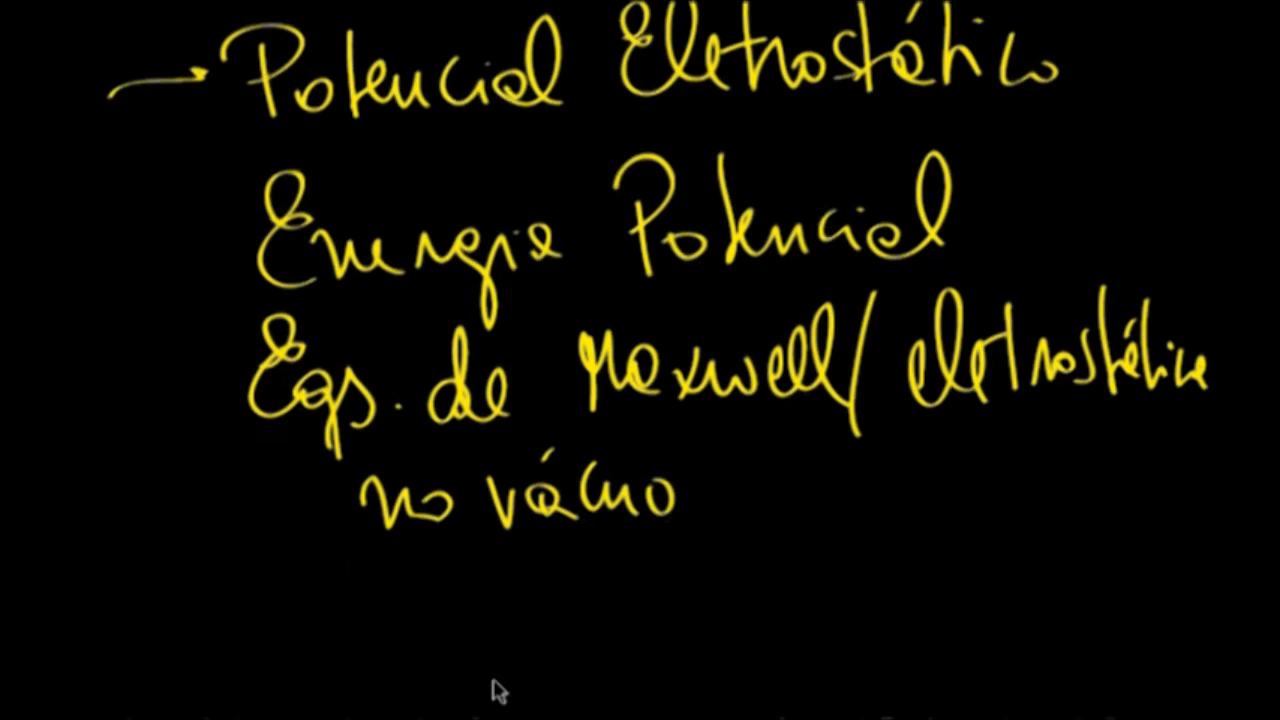 → Potencial Eletrostático
Energia Potencial
Eqs. de Maxwell/eletrostática
no vácuo